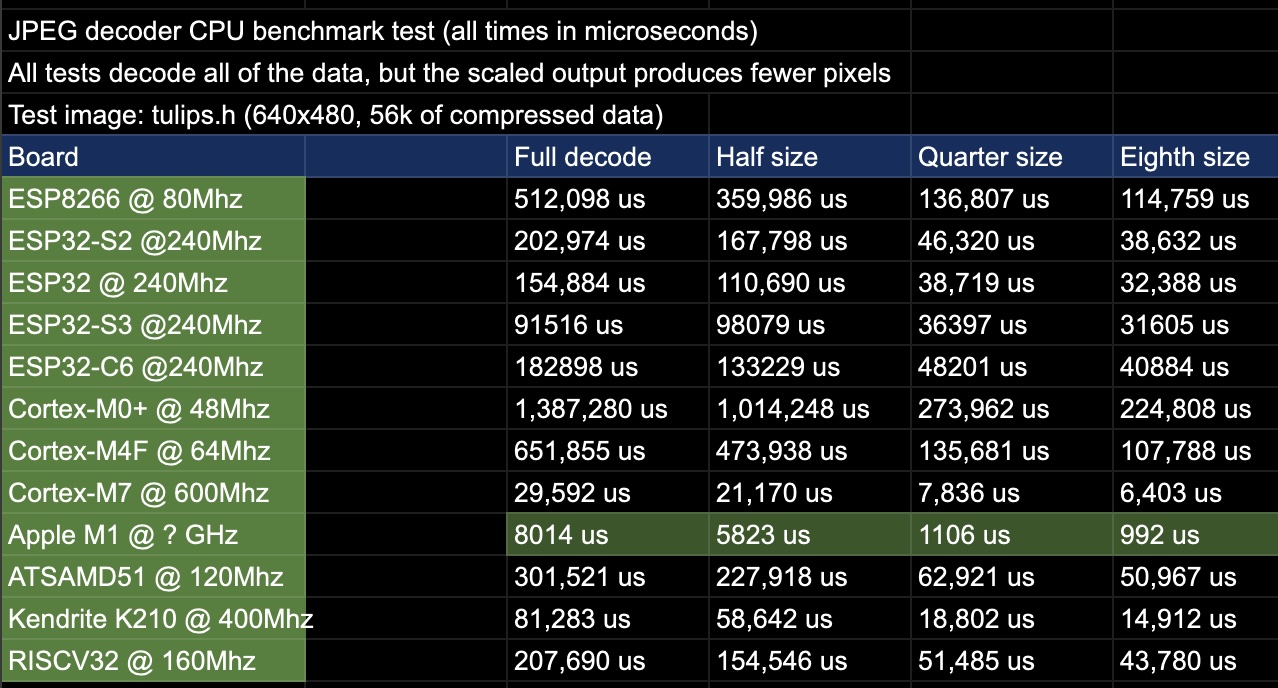 JPEG decoder CPU benchmark test (all times in microseconds)
All tests decode all of the data, but the scaled output produces fewer pixels
Test image: tulips.h (640x480, 56k of compressed data)
Board Full decode Half size Quarter size Eighth size
ESP8266 @ 80Mhz 512,098 us 359,986 us 136,807 us 114,759 us
ESP32-S2 @240Mhz 202,974 us 167,798 us 46,320 us 38,632 us
ESP32 @ 240Mhz 154,884 us 110,690 us 38,719 us 32,388 us
ESP32-S3 @240Mhz 91516 us 98079 us 36397 us 31605 us
ESP32-C6 @240Mhz 182898 us 133229 us 48201 us 40884 us
Cortex-M0+ @ 48Mhz 1,387,280 us 1,014,248 us 273,962 us 224,808 us
Cortex-M4F @ 64Mhz 651,855 us 473,938 us 135,681 us 107,788 us
Cortex-M7 @ 600Mhz 29,592 us 21,170 us 7,836 us 6,403 us
Apple M1 @ ? GHz 8014 us 5823 us 1106 us 992 us
ATSAMD51 @ 120Mhz 301,521 us 227,918 us 62,921 us 50,967 us
Kendrite K210 @ 400Mhz 81,283 us 58,642 us 18,802 us 14,912 us
RISCV32 @ 160Mhz 207,690 us 154,546 us 51,485 us 43,780 us